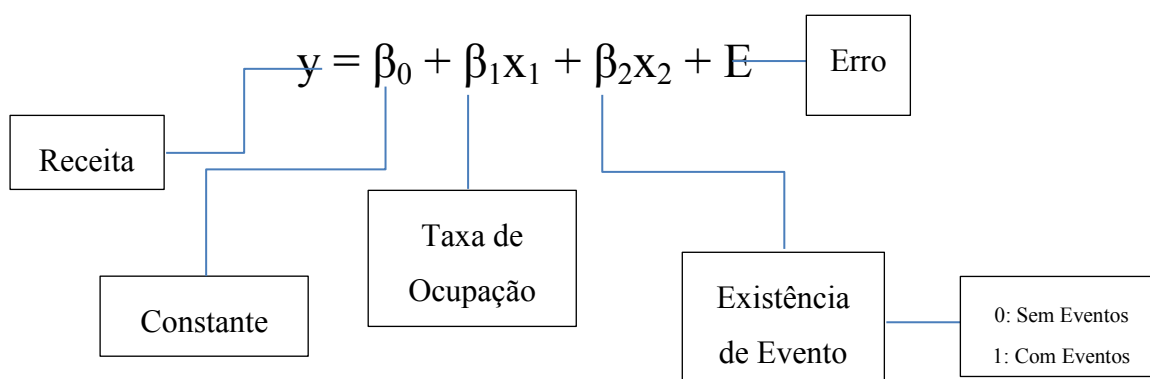 y = β₀ + β₁x₁ + β₂x₂ + E
Erro
Receita
Constante
Taxa de
Ocupação
Existência
de Evento
0: Sem Eventos
1: Com Eventos